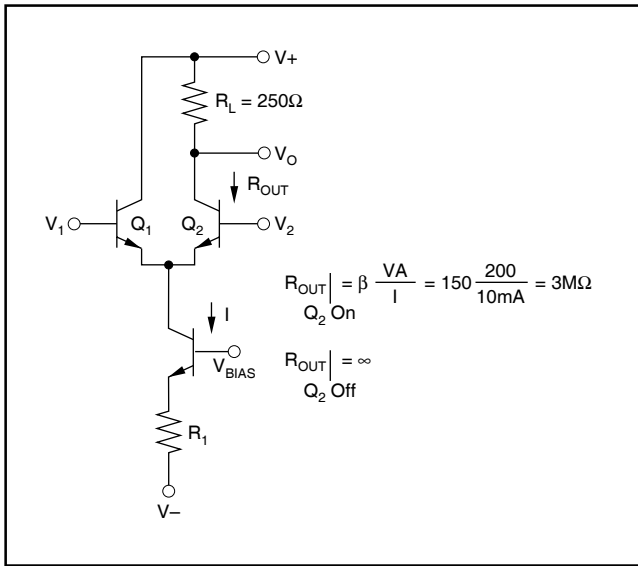 V+
R_L = 250Ω
V_O
R_OUT
V_1
Q_1
Q_2
V_2
R_OUT| = β VA/I = 150 200/10mA = 3MΩ
Q_2 On
I
V_BIAS
R_OUT| = ∞
Q_2 Off
R_1
V–